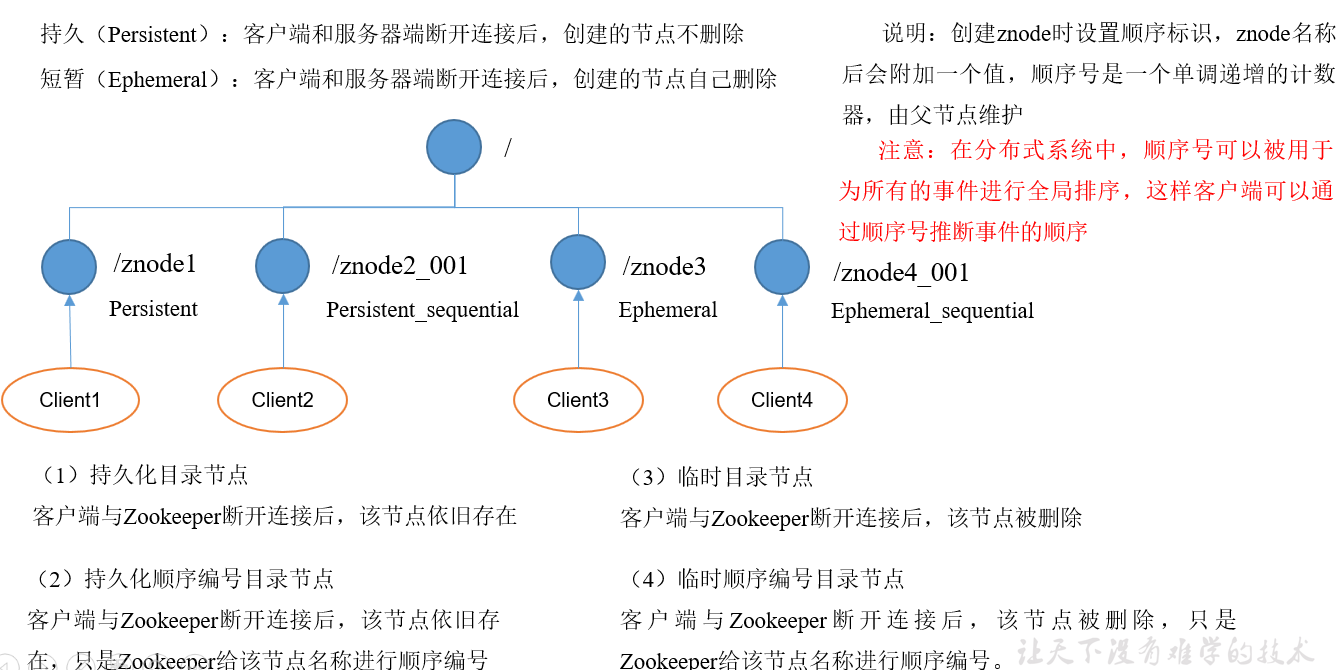 持久（Persistent）：客户端和服务器端断开连接后，创建的节点不删除
短暂（Ephemeral）：客户端和服务器端断开连接后，创建的节点自己删除
说明：创建znode时设置顺序标识，znode名称
后会附加一个值，顺序号是一个单调递增的计数
器，由父节点维护
注意：在分布式系统中，顺序号可以被用于
为所有的事件进行全局排序，这样客户端可以通
过顺序号推断事件的顺序
/
/znode1
Persistent
/znode2_001
Persistent_sequential
/znode3
Ephemeral
/znode4_001
Ephemeral_sequential
Client1
Client2
Client3
Client4
（1）持久化目录节点
客户端与Zookeeper断开连接后，该节点依旧存在
（2）持久化顺序编号目录节点
客户端与Zookeeper断开连接后，该节点依旧存
在，只是Zookeeper给该节点名称进行顺序编号
（3）临时目录节点
客户端与Zookeeper断开连接后，该节点被删除
（4）临时顺序编号目录节点
客户端与Zookeeper断开连接后，该节点被删除，只是
Zookeeper给该节点名称进行顺序编号。
让天下没有难学的技术